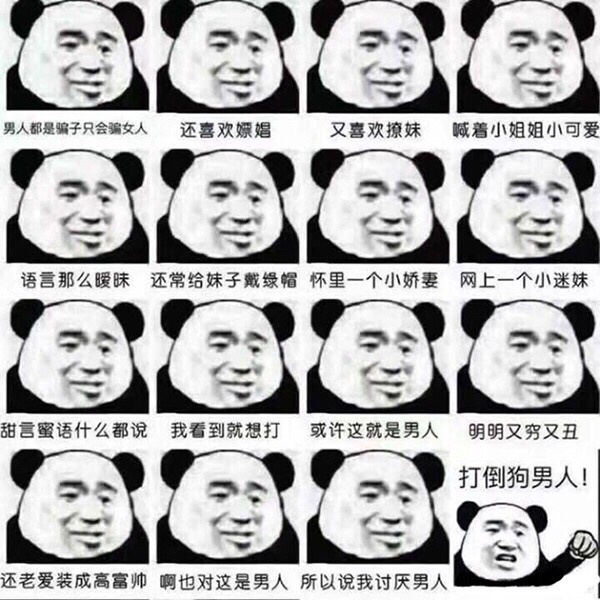 男人都是骗子只会骗女人
还喜欢嫖娼
又喜欢撩妹
喊着小姐姐小可爱
语言那么暧昧
还常给妹子戴绿帽
怀里一个小娇妻
网上一个小迷妹
甜言蜜语什么都说
我看到就想打
或许这就是男人
明明又穷又丑
还老爱装成高富帅
啊也对这是男人
所以说我讨厌男人
打倒狗男人!